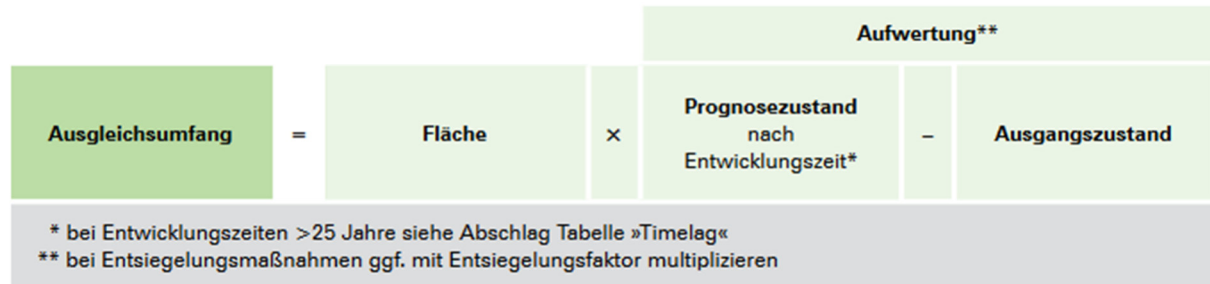 Aufwertung**
Ausgleichsumfang = Fläche × Prognosezustand
nach
Entwicklungszeit* – Ausgangszustand
* bei Entwicklungszeiten >25 Jahre siehe Abschlag Tabelle »Timelag«
** bei Entsiegelungsmaßnahmen ggf. mit Entsiegelungsfaktor multiplizieren